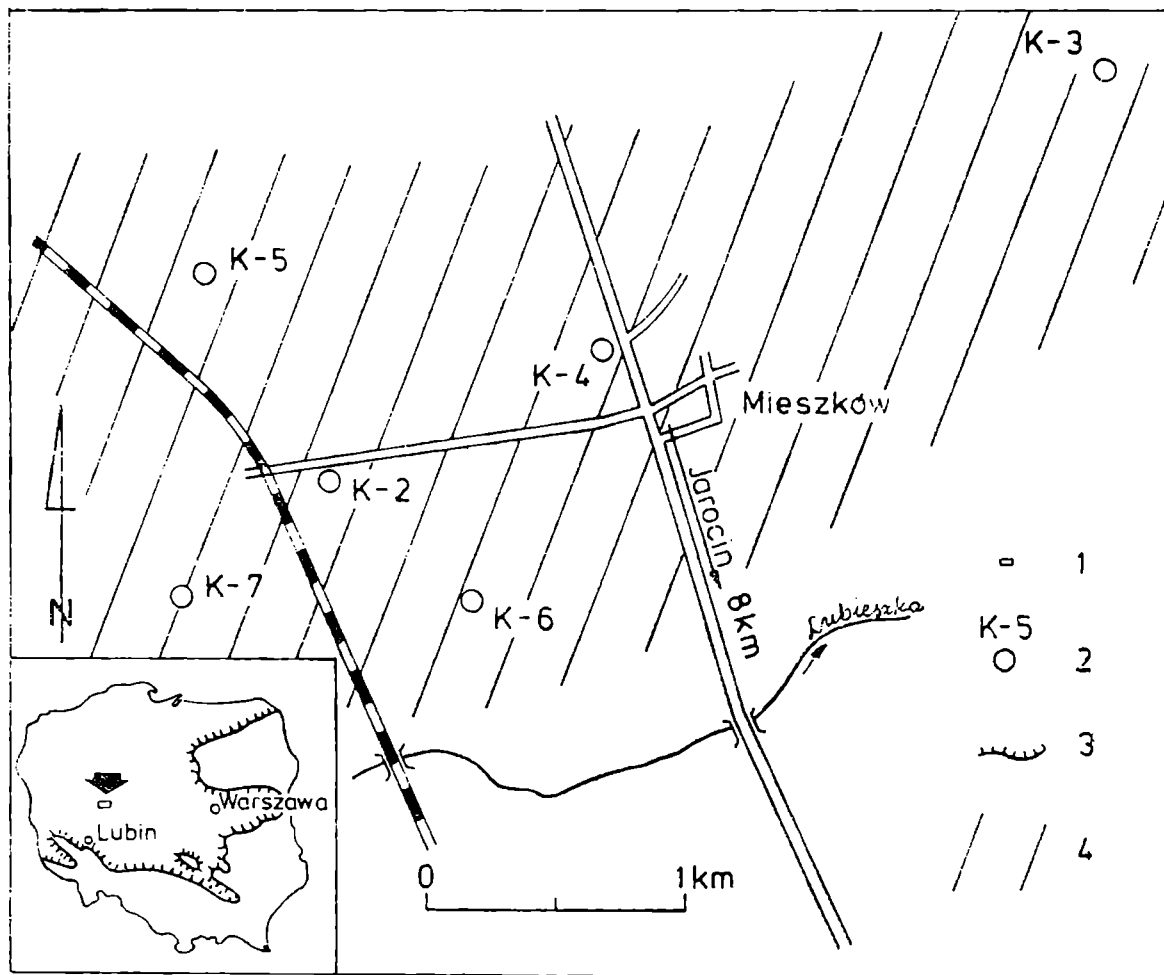 K-3
K-5
K-4
Mieszków
K-2
Jarocin 8km
K-7
K-6
N
Lubieszka
1
K-5
2
3
4
Warszawa
Lubin
0
1km